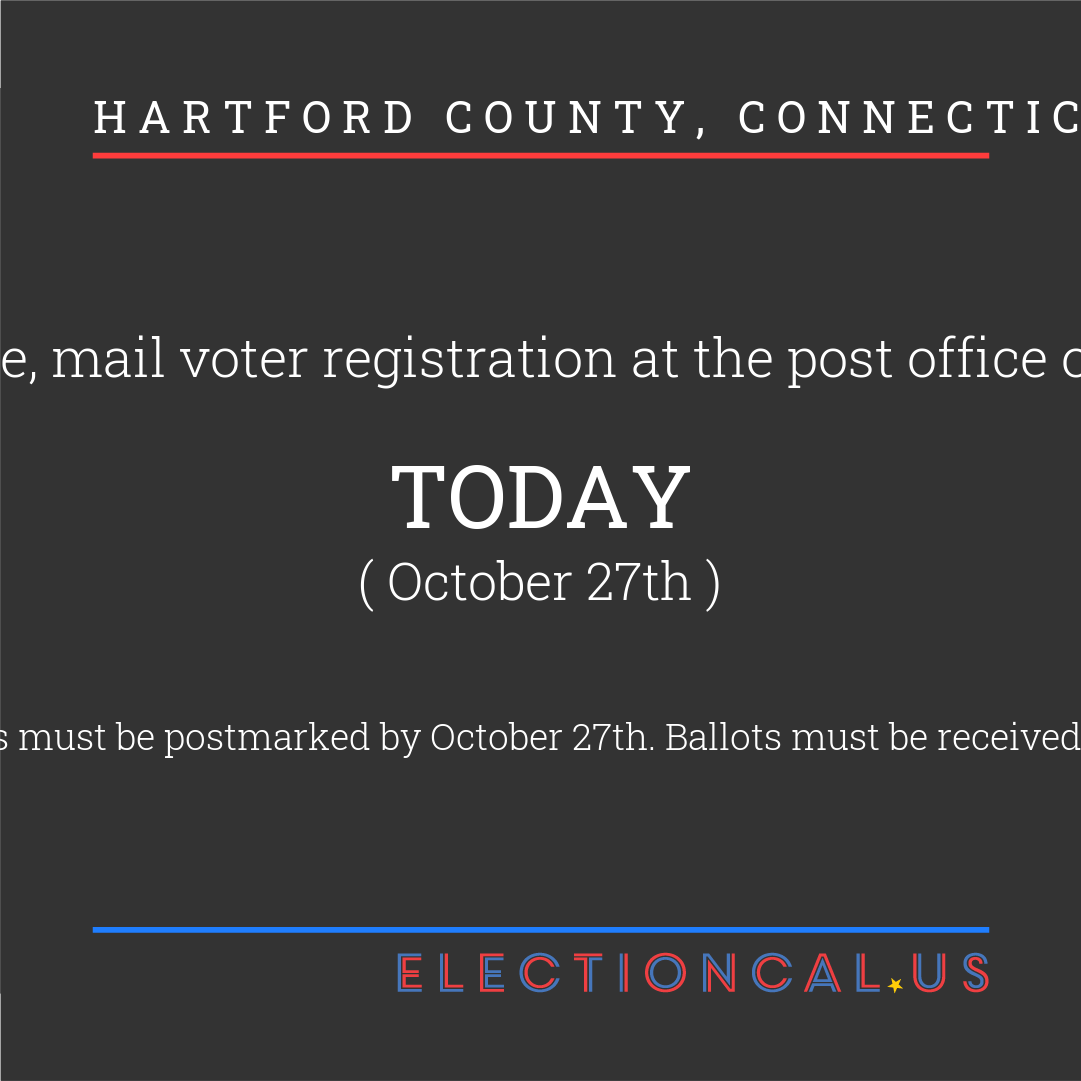 HARTFORD COUNTY, CONNECTIC
e, mail voter registration at the post office o
TODAY
( October 27th )
s must be postmarked by October 27th. Ballots must be received
ELECTIONCAL.US